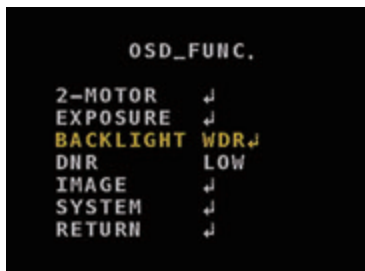 OSD_FUNC.
2-MOTOR ↲
EXPOSURE ↲
BACKLIGHT WDR↲
DNR LOW
IMAGE ↲
SYSTEM ↲
RETURN ↲